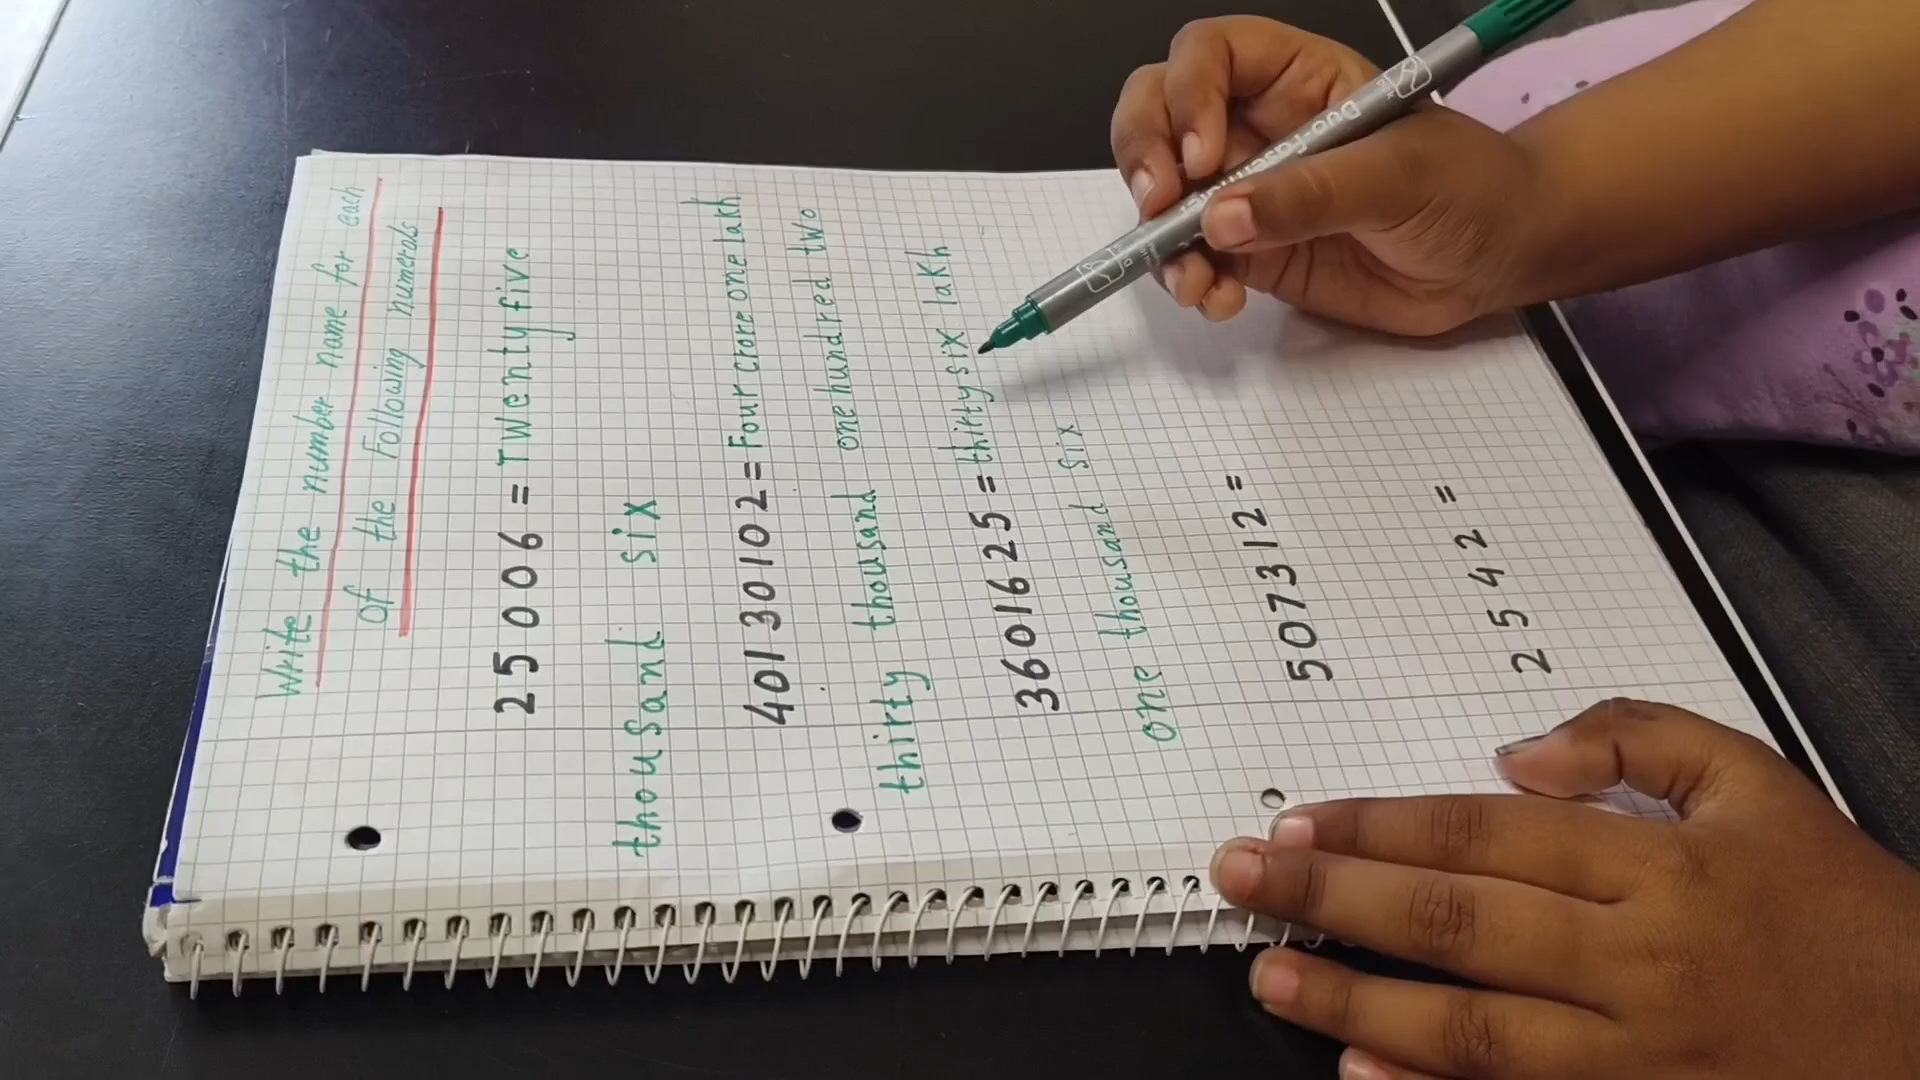 Write the number name for each
of the Following numerals
25006 = Twenty five
thousand six
40130102 = Four crore one lakh
thirty thousand one hundred two
3601625 = thirty six lakh
one thousand six
507312 =
25542 =
Duo-Fasermaler